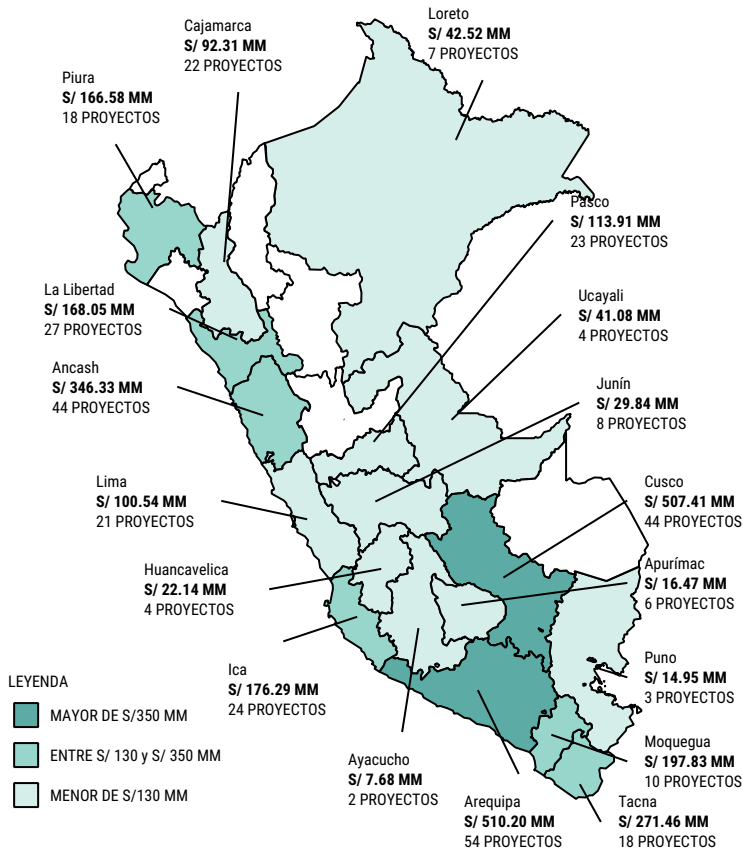 Loreto
S/ 42.52 MM
7 PROYECTOS
Cajamarca
S/ 92.31 MM
22 PROYECTOS
Piura
S/ 166.58 MM
18 PROYECTOS
Pasco
S/ 113.91 MM
23 PROYECTOS
La Libertad
S/ 168.05 MM
27 PROYECTOS
Ucayali
S/ 41.08 MM
4 PROYECTOS
Ancash
S/ 346.33 MM
44 PROYECTOS
Junín
S/ 29.84 MM
8 PROYECTOS
Lima
S/ 100.54 MM
21 PROYECTOS
Cusco
S/ 507.41 MM
44 PROYECTOS
Huancavelica
S/ 22.14 MM
4 PROYECTOS
Apurímac
S/ 16.47 MM
6 PROYECTOS
Ica
S/ 176.29 MM
24 PROYECTOS
Puno
S/ 14.95 MM
3 PROYECTOS
LEYENDA
MAYOR DE S/350 MM
ENTRE S/ 130 y S/ 350 MM
MENOR DE S/130 MM
Moquegua
S/ 197.83 MM
10 PROYECTOS
Ayacucho
S/ 7.68 MM
2 PROYECTOS
Arequipa
S/ 510.20 MM
54 PROYECTOS
Tacna
S/ 271.46 MM
18 PROYECTOS